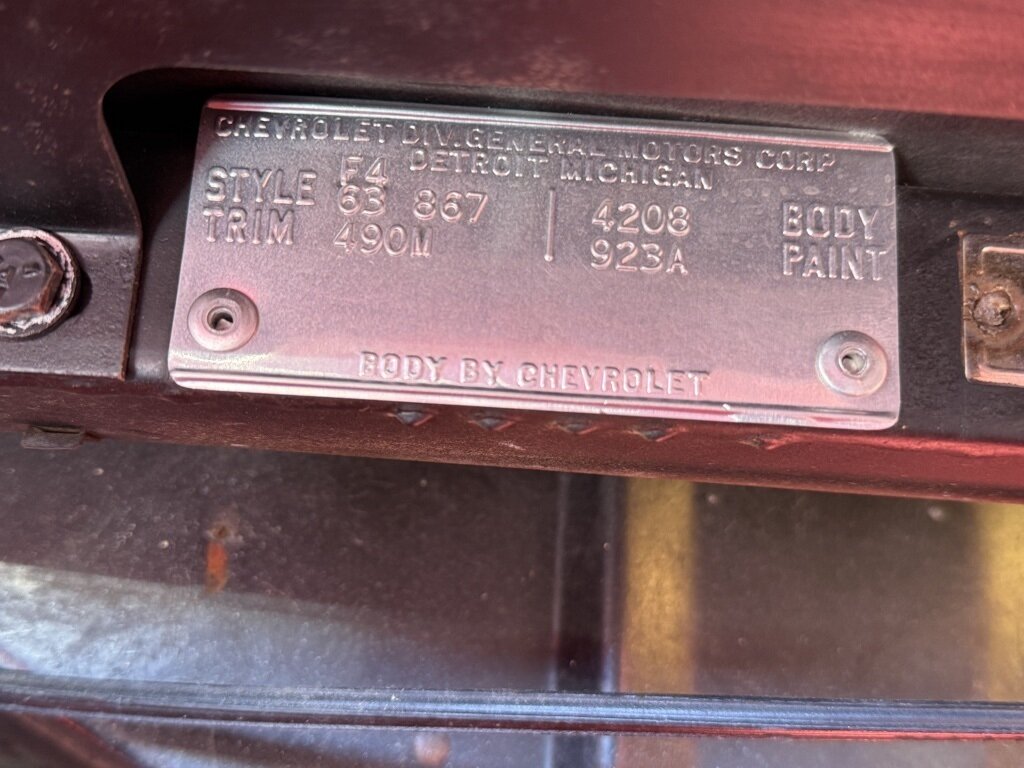 CHEVROLET DIV.GENERAL MOTORS CORP
DETROIT MICHIGAN
F4
STYLE 63 867 | 4208 BODY
TRIM 490M 923A PAINT
BODY BY CHEVROLET